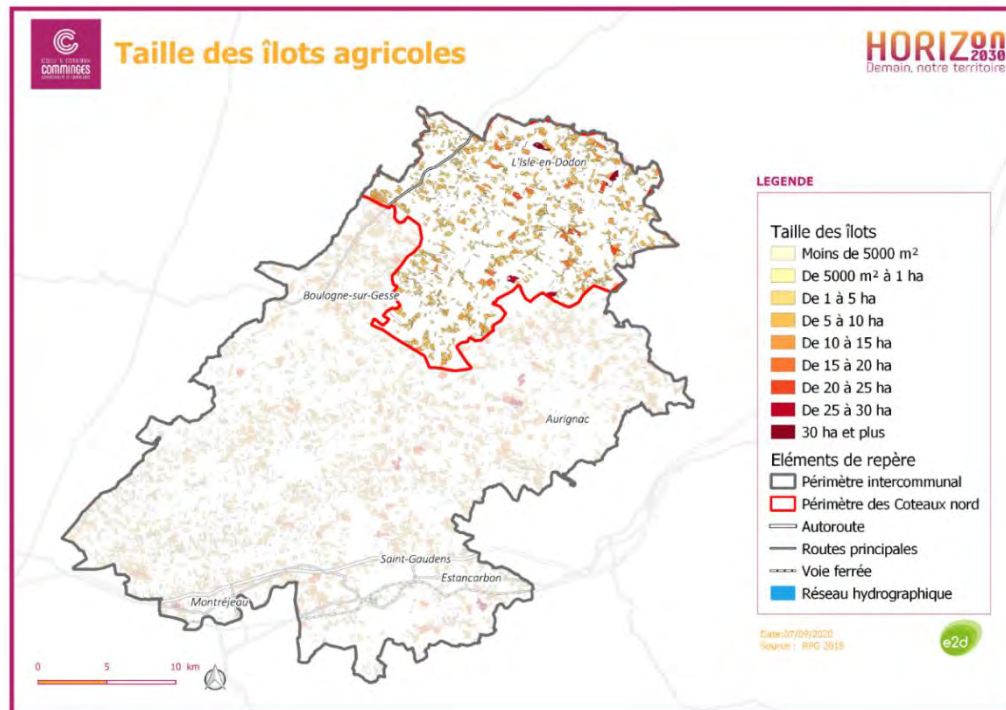 COMMINGES
Taille des îlots agricoles
HORIZON
2030
Demain, notre territoire
L'Isle-en-Dodon
Boulogne-sur-Gesse
Aurignac
Saint-Gaudens
Estancarbon
Montréjeau
LEGENDE
Taille des îlots
Moins de 5000 m²
De 5000 m² à 1 ha
De 1 à 5 ha
De 5 à 10 ha
De 10 à 15 ha
De 15 à 20 ha
De 20 à 25 ha
De 25 à 30 ha
30 ha et plus
Eléments de repère
Périmètre intercommunal
Périmètre des Coteaux nord
Autoroute
Routes principales
Voie ferrée
Réseau hydrographique
Date:07/09/2020
Source : RPG 2018
e2d
0 5 10 km